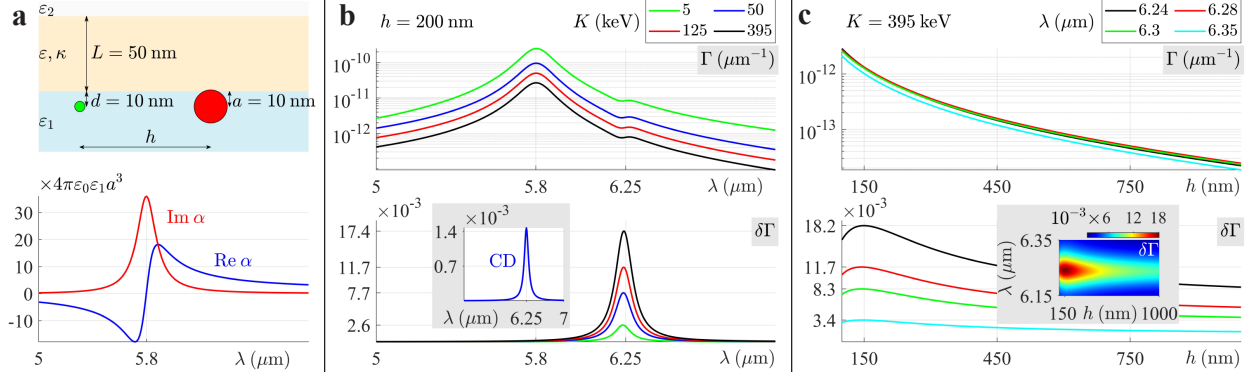 a
ε₂
ε, κ
L = 50 nm
d = 10 nm
a = 10 nm
ε₁
h
×4πε₀ε₁a³
30
20
10
0
-10
Im α
Re α
5
5.8
λ (μm)
b
h = 200 nm
K (keV)
5
50
125
395
Γ (μm⁻¹)
10⁻¹⁰
10⁻¹¹
10⁻¹²
5
5.8
6.25
λ (μm)
×10⁻³
δΓ
17.4
11.7
7.7
2.6
×10⁻³
1.4
0.7
CD
λ (μm)
6.25
7
5
5.8
6.25
λ (μm)
c
K = 395 keV
λ (μm)
6.24
6.28
6.3
6.35
Γ (μm⁻¹)
10⁻¹²
10⁻¹³
150
450
750
h (nm)
×10⁻³
δΓ
18.2
11.7
8.3
3.4
10⁻³×6
12
18
δΓ
6.35
λ (μm)
6.15
150
h (nm)
1000
150
450
750
h (nm)